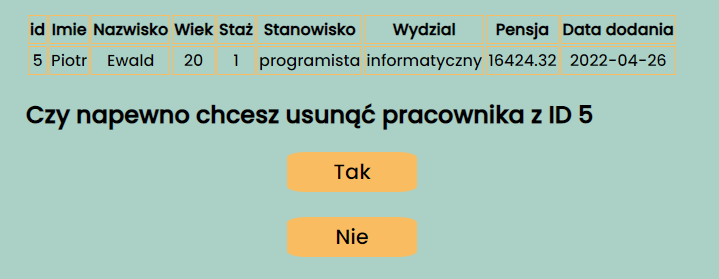 id Imie Nazwisko Wiek Staż Stanowisko Wydzial Pensja Data dodania
5 Piotr Ewald 20 1 programista informatyczny 16424.32 2022-04-26
Czy napewno chcesz usunąć pracownika z ID 5
Tak
Nie